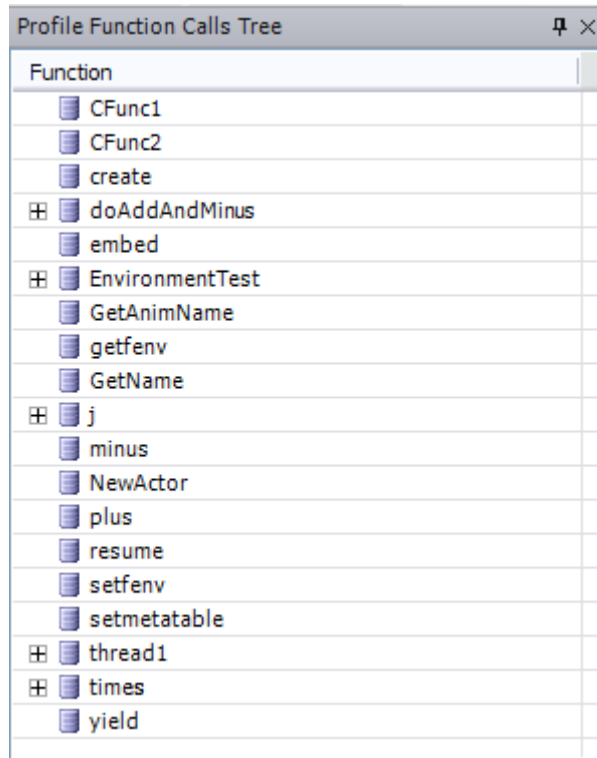 Profile Function Calls Tree
Function
CFunc1
CFunc2
create
doAddAndMinus
embed
EnvironmentTest
GetAnimName
getfenv
GetName
j
minus
NewActor
plus
resume
setfenv
setmetatable
thread1
times
yield